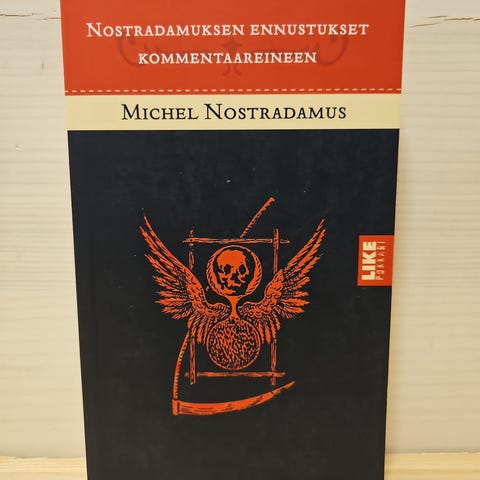 Nostradamuksen ennustukset
kommentaareineen
Michel Nostradamus
LIKE
POKKARI